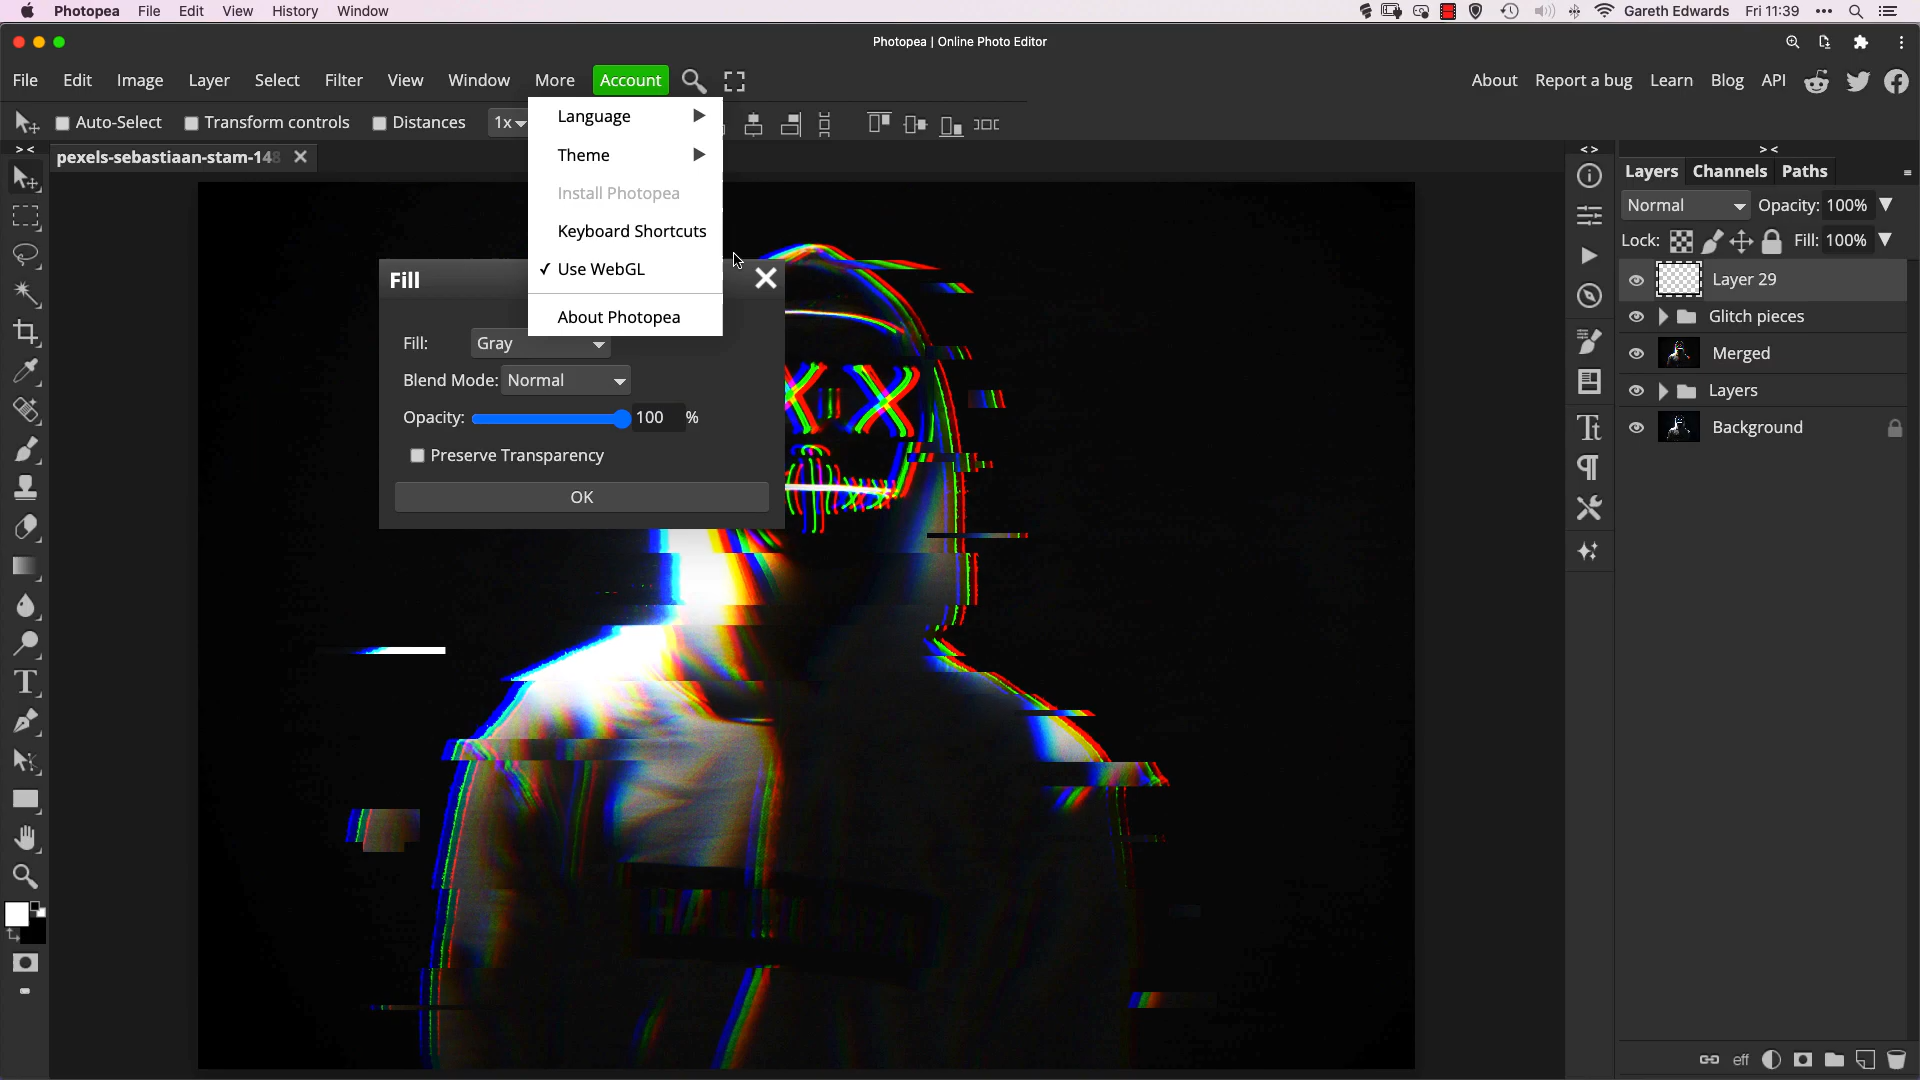 Photopea File Edit View History Window Gareth Edwards Fri 11:39
Photopea | Online Photo Editor
File Edit Image Layer Select Filter View Window More Account About Report a bug Learn Blog API
Auto-Select Transform controls Distances 1x
pexels-sebastiaan-stam-148
Language
Theme
Install Photopea
Keyboard Shortcuts
✓ Use WebGL
About Photopea
Fill
Fill: Gray
Blend Mode: Normal
Opacity: 100 %
Preserve Transparency
OK
Layers Channels Paths
Normal Opacity: 100%
Lock: Fill: 100%
Layer 29
Glitch pieces
Merged
Layers
Background
eff